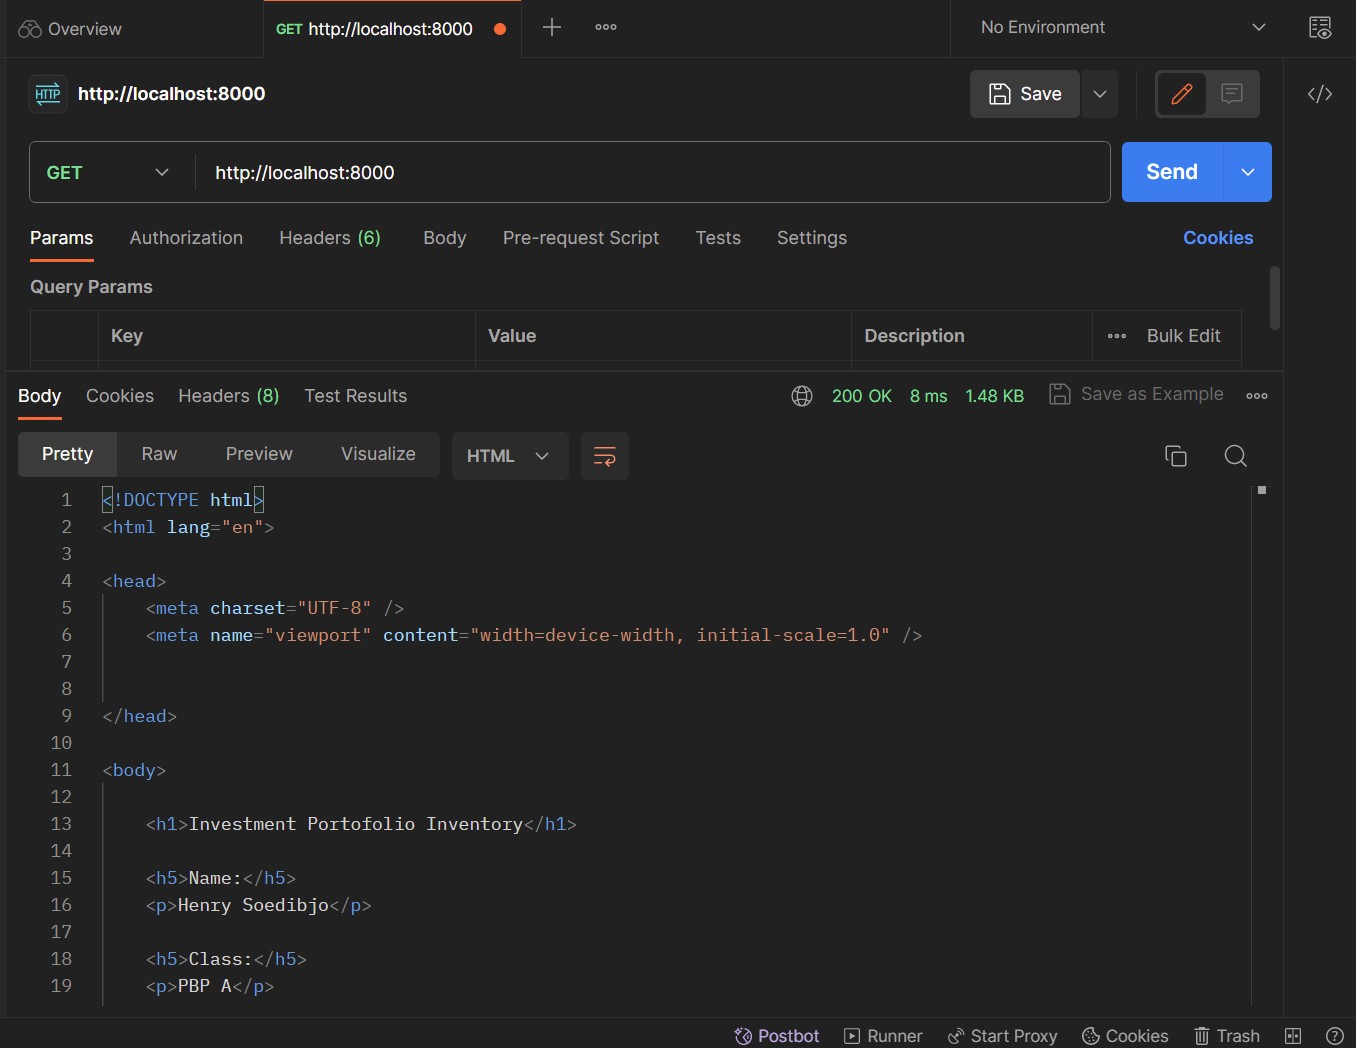 Overview
GET http://localhost:8000
No Environment
HTTP http://localhost:8000
Save
GET http://localhost:8000
Send
Params Authorization Headers (6) Body Pre-request Script Tests Settings Cookies
Query Params
Key Value Description Bulk Edit
Body Cookies Headers (8) Test Results 200 OK 8 ms 1.48 KB Save as Example
Pretty Raw Preview Visualize HTML
1 <!DOCTYPE html>
2 <html lang="en">
3
4 <head>
5 <meta charset="UTF-8" />
6 <meta name="viewport" content="width=device-width, initial-scale=1.0" />
7
8
9 </head>
10
11 <body>
12
13 <h1>Investment Portofolio Inventory</h1>
14
15 <h5>Name:</h5>
16 <p>Henry Soedibjo</p>
17
18 <h5>Class:</h5>
19 <p>PBP A</p>
Postbot Runner Start Proxy Cookies Trash